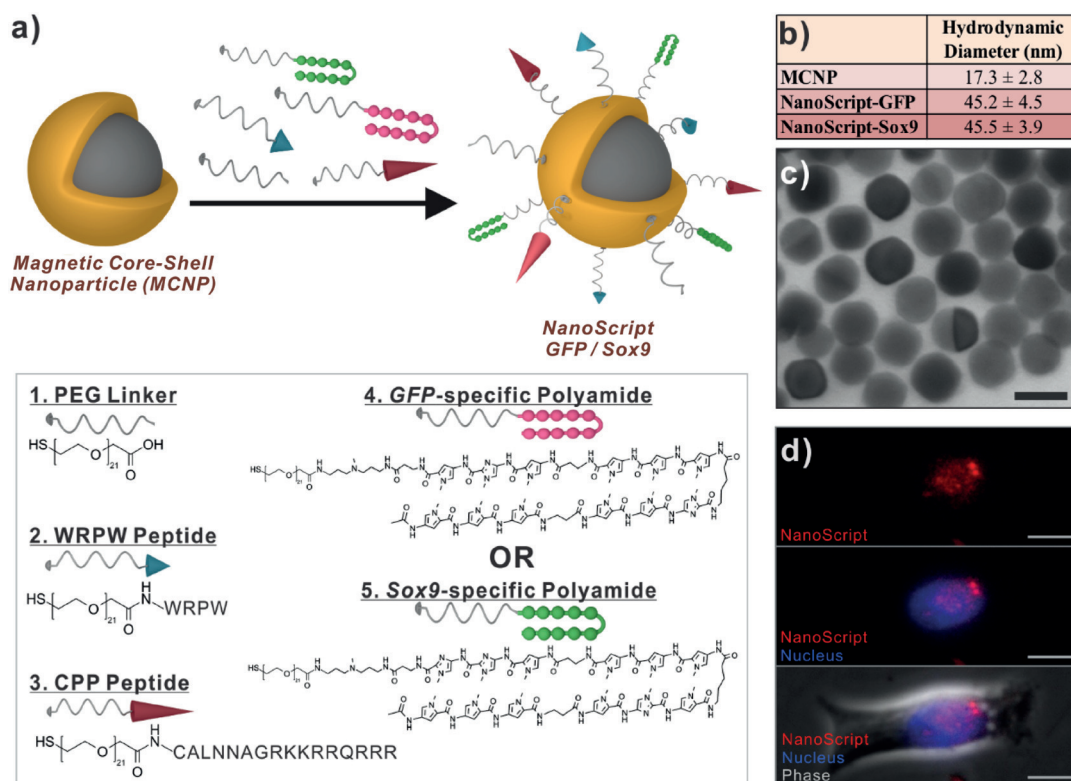 a)
Magnetic Core-Shell
Nanoparticle (MCNP)
NanoScript
GFP / Sox9
1. PEG Linker
HS
O
21
O
OH
2. WRPW Peptide
HS
O
21
O
H
N
WRPW
3. CPP Peptide
HS
O
21
O
H
N
CALNNAGRKKRRQRRR
4. GFP-specific Polyamide
OR
5. Sox9-specific Polyamide
b)
Hydrodynamic
Diameter (nm)
MCNP 17.3 ± 2.8
NanoScript-GFP 45.2 ± 4.5
NanoScript-Sox9 45.5 ± 3.9
c)
d)
NanoScript
NanoScript
Nucleus
NanoScript
Nucleus
Phase